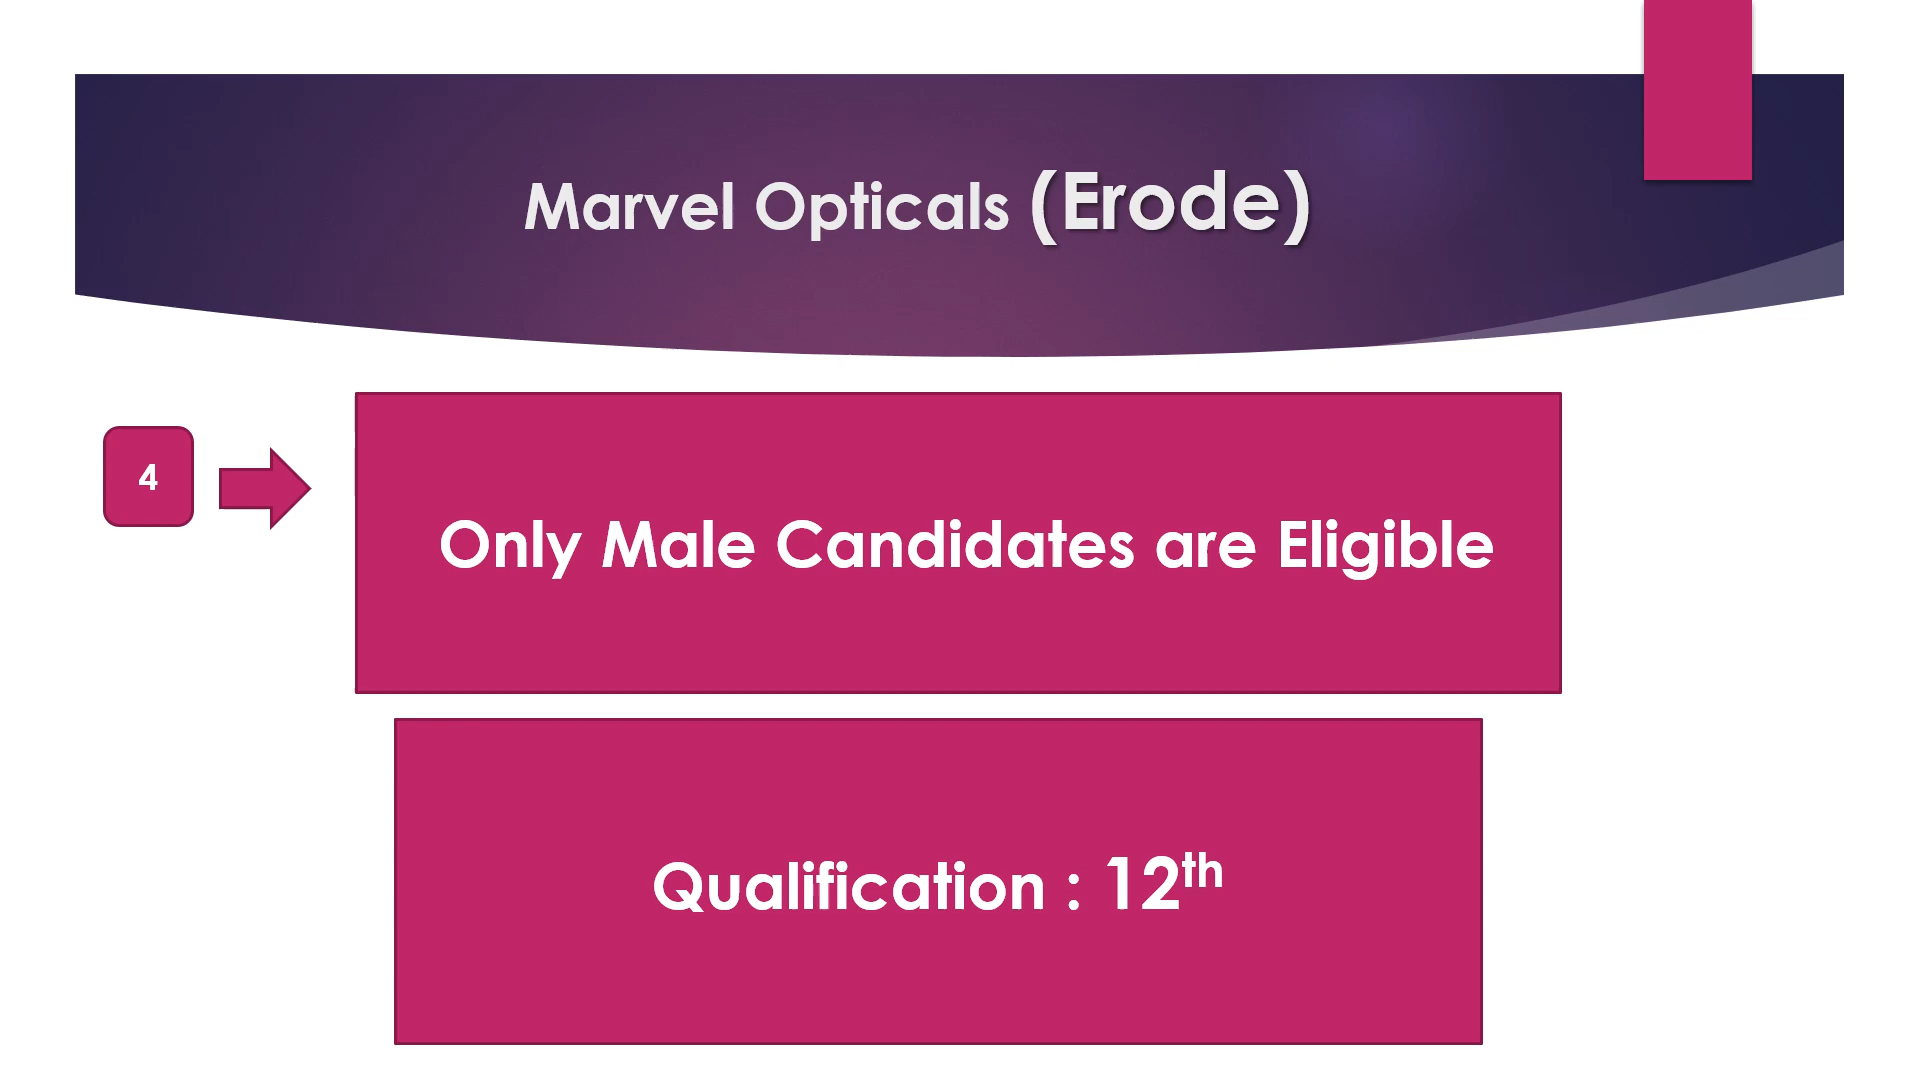 Marvel Opticals (Erode)
4
Only Male Candidates are Eligible
Qualification : 12th